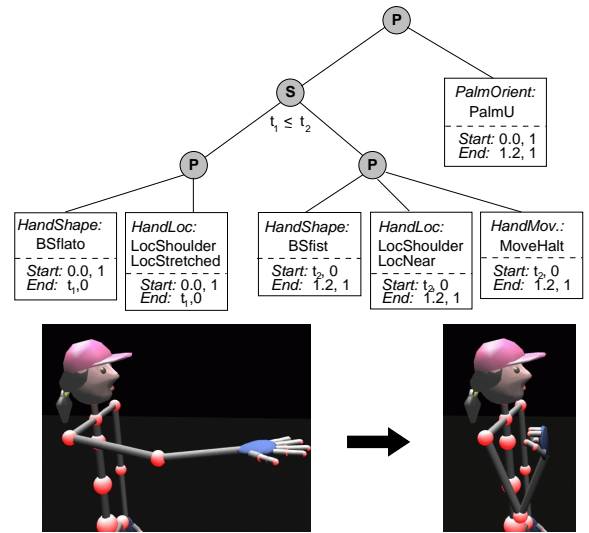 P
S
t1 ≤ t2
PalmOrient:
PalmU
Start: 0.0, 1
End: 1.2, 1
P
P
HandShape:
BSflato
Start: 0.0, 1
End: t1,0
HandLoc:
LocShoulder
LocStretched
Start: 0.0, 1
End: t1,0
HandShape:
BSfist
Start: t2, 0
End: 1.2, 1
HandLoc:
LocShoulder
LocNear
Start: t2, 0
End: 1.2, 1
HandMov.:
MoveHalt
Start: t2, 0
End: 1.2, 1